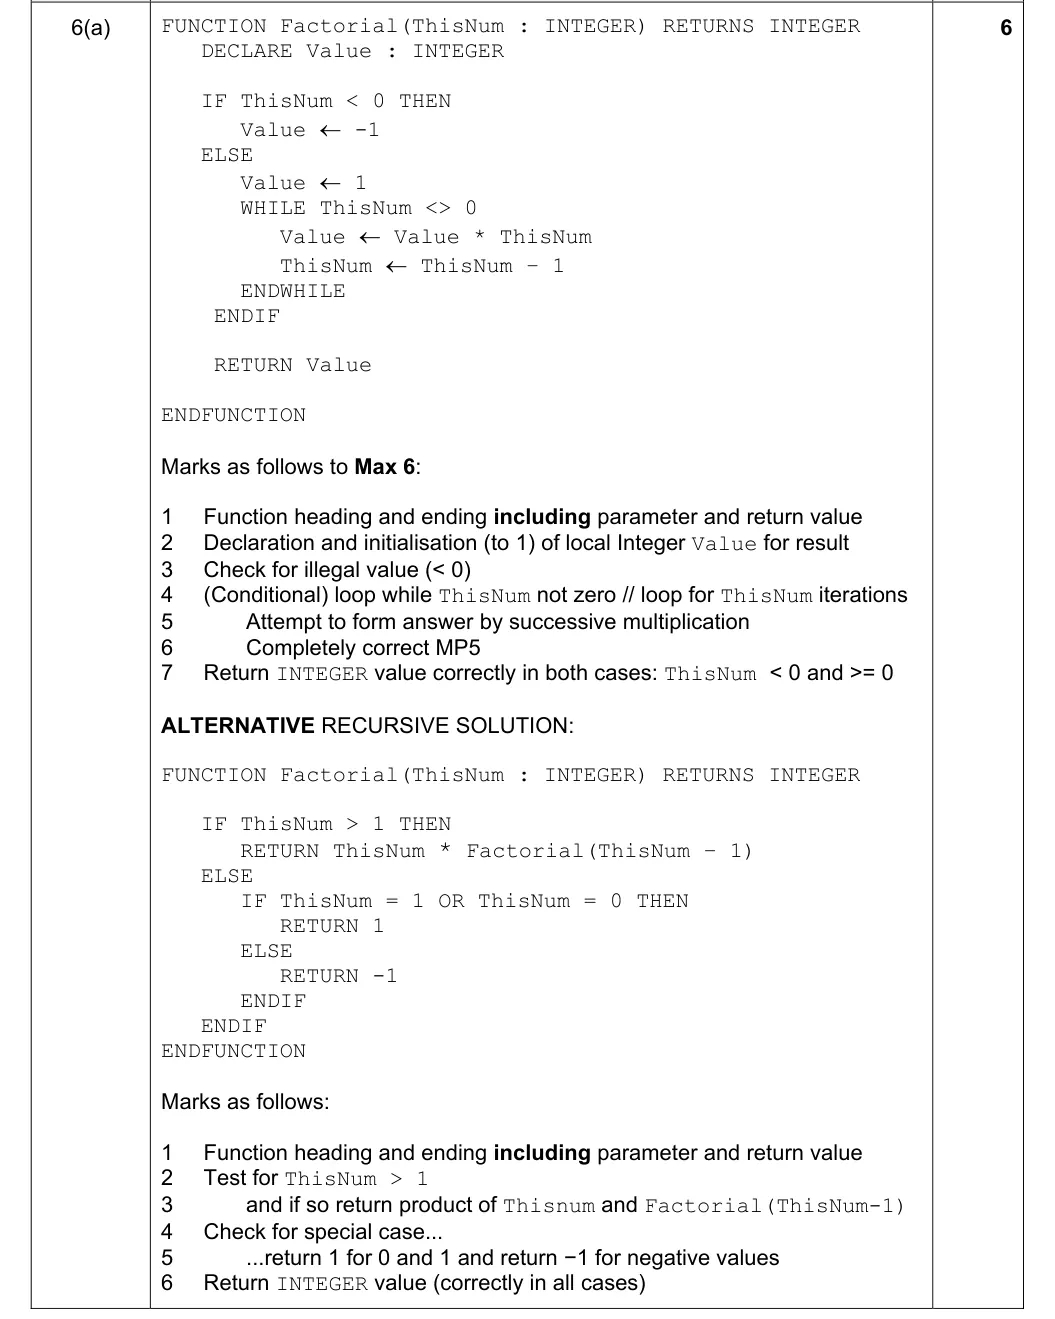 6(a)
FUNCTION Factorial(ThisNum : INTEGER) RETURNS INTEGER
6
DECLARE Value : INTEGER
IF ThisNum < 0 THEN
Value ← -1
ELSE
Value ← 1
WHILE ThisNum <> 0
Value ← Value * ThisNum
ThisNum ← ThisNum – 1
ENDWHILE
ENDIF
RETURN Value
ENDFUNCTION
Marks as follows to Max 6:
1 Function heading and ending including parameter and return value
2 Declaration and initialisation (to 1) of local Integer Value for result
3 Check for illegal value (< 0)
4 (Conditional) loop while ThisNum not zero // loop for ThisNum iterations
5 Attempt to form answer by successive multiplication
6 Completely correct MP5
7 Return INTEGER value correctly in both cases: ThisNum < 0 and >= 0
ALTERNATIVE RECURSIVE SOLUTION:
FUNCTION Factorial(ThisNum : INTEGER) RETURNS INTEGER
IF ThisNum > 1 THEN
RETURN ThisNum * Factorial(ThisNum – 1)
ELSE
IF ThisNum = 1 OR ThisNum = 0 THEN
RETURN 1
ELSE
RETURN -1
ENDIF
ENDIF
ENDFUNCTION
Marks as follows:
1 Function heading and ending including parameter and return value
2 Test for ThisNum > 1
3 and if so return product of Thisnum and Factorial(ThisNum-1)
4 Check for special case...
5 ...return 1 for 0 and 1 and return −1 for negative values
6 Return INTEGER value (correctly in all cases)